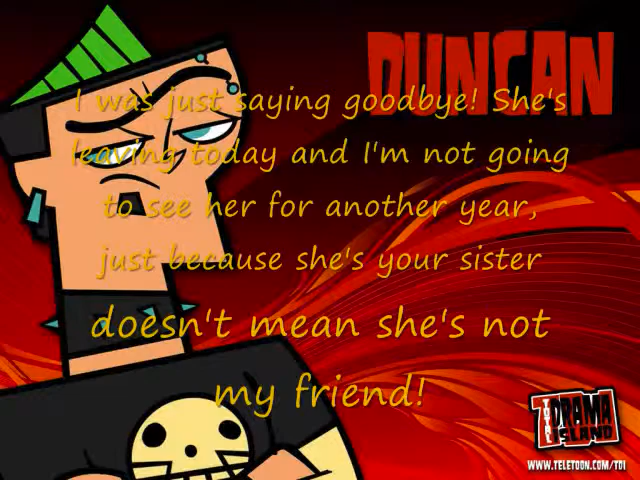 DUNCAN
I was just saying goodbye! She's
leaving today and I'm not going
to see her for another year,
just because she's your sister
doesn't mean she's not
my friend!
TOTAL
DRAMA
ISLAND
WWW.TELETOON.COM/TDI